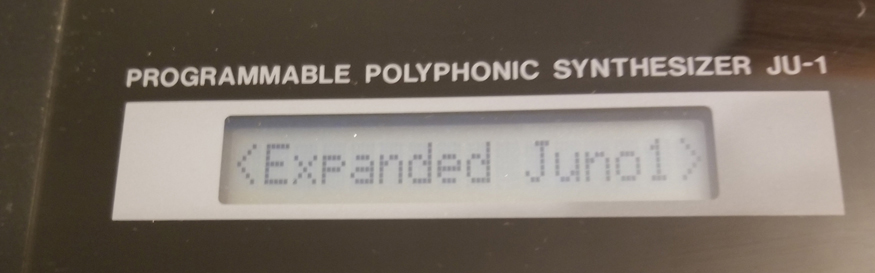 PROGRAMMABLE POLYPHONIC SYNTHESIZER JU-1
<Expanded Juno1>